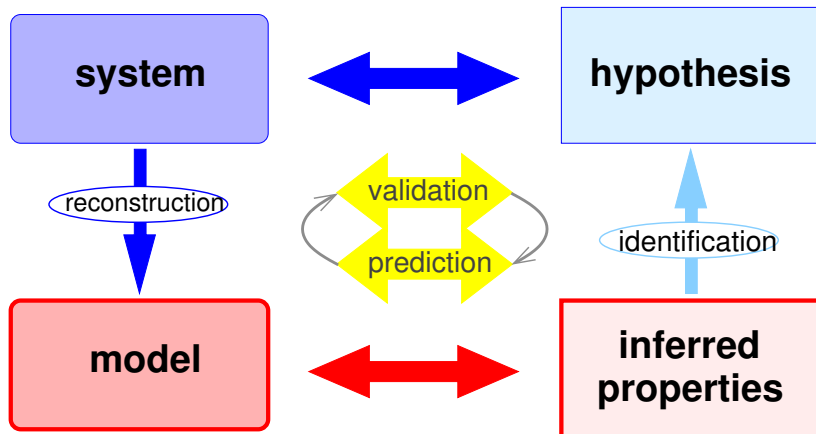 system
hypothesis
validation
reconstruction
identification
prediction
model
inferred
properties